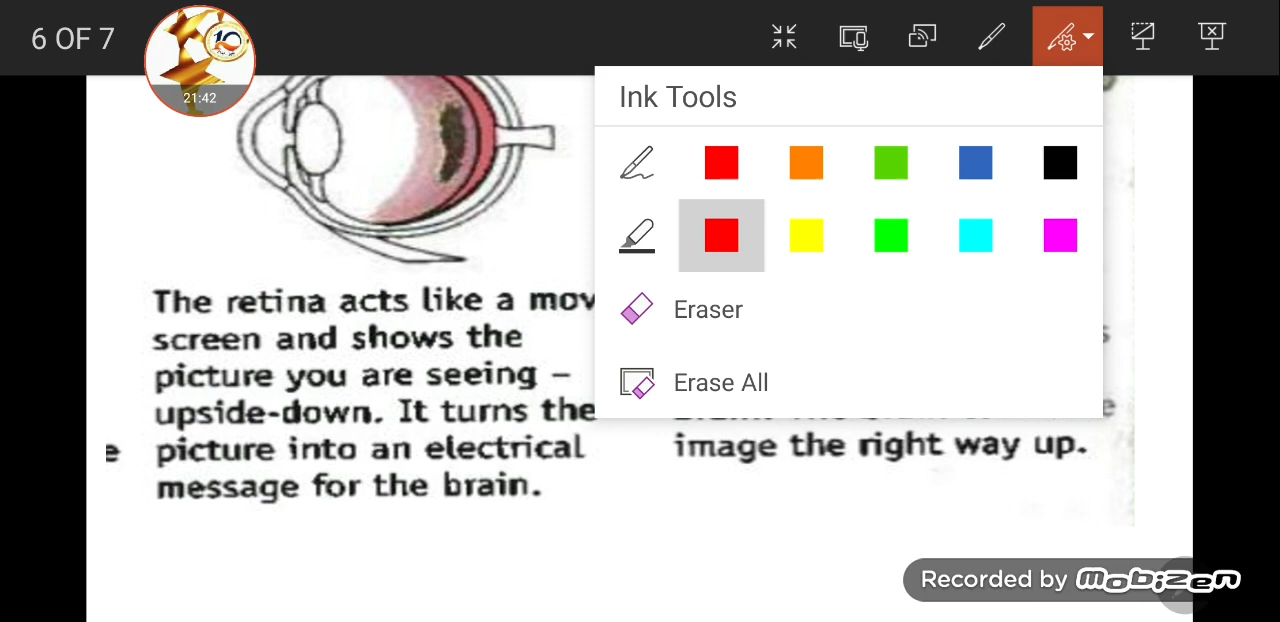 6 OF 7
10
21:42
Ink Tools
Eraser
Erase All
The retina acts like a mov
screen and shows the
picture you are seeing –
upside-down. It turns the
picture into an electrical
message for the brain.
e
s
e
image the right way up.
Recorded by mobizen